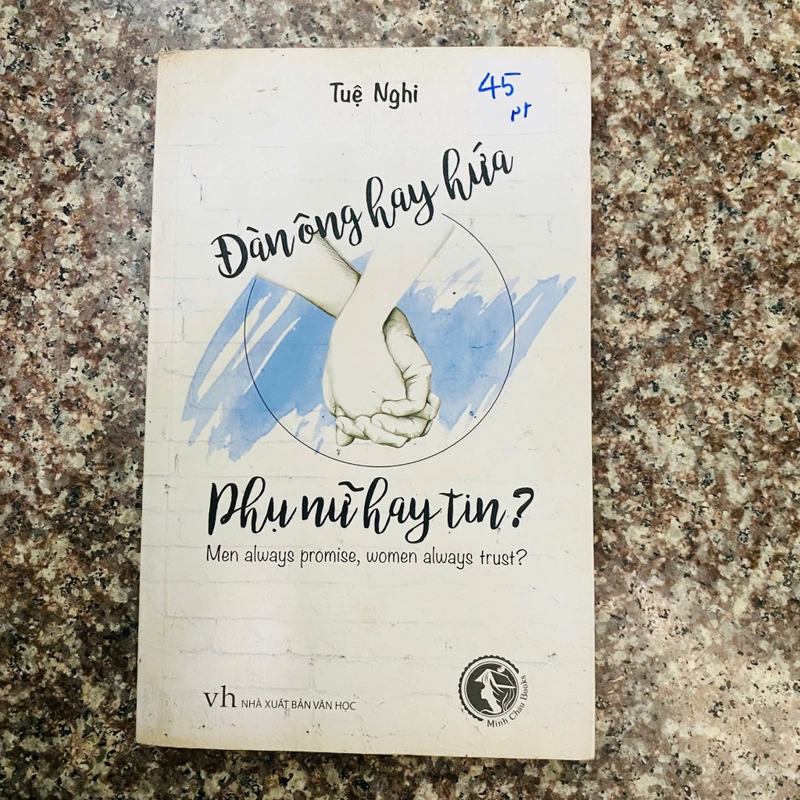 Tuệ Nghi
45
Đàn ông hay hứa
Phụ nữ hay tin?
Men always promise, women always trust?
vh NHÀ XUẤT BẢN VĂN HỌC
Minh Chau Books